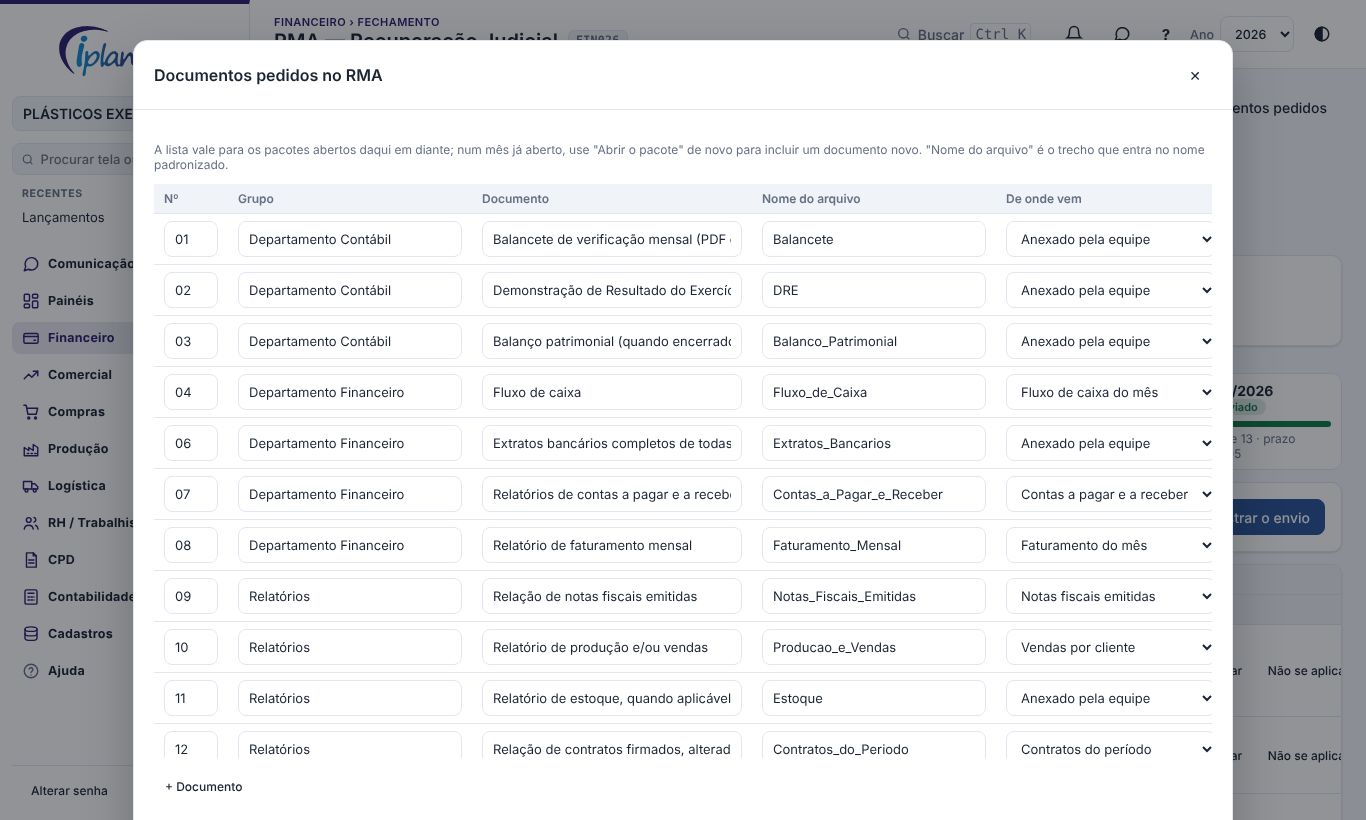 FINANCEIRO › FECHAMENTO
RMA — Recuperação Judicial
FIN026
Buscar Ctrl K
?
Ano
2026
iplan
PLÁSTICOS EXE
Procurar tela o
RECENTES
Lançamentos
Comunicação
Painéis
Financeiro
Comercial
Compras
Produção
Logística
RH / Trabalhis
CPD
Contabilidade
Cadastros
Ajuda
Alterar senha
Documentos pedidos no RMA
×
A lista vale para os pacotes abertos daqui em diante; num mês já aberto, use "Abrir o pacote" de novo para incluir um documento novo. "Nome do arquivo" é o trecho que entra no nome
padronizado.
Nº Grupo Documento Nome do arquivo De onde vem
01 Departamento Contábil Balancete de verificação mensal (PDF Balancete Anexado pela equipe
02 Departamento Contábil Demonstração de Resultado do Exercíc DRE Anexado pela equipe
03 Departamento Contábil Balanço patrimonial (quando encerrado Balanco_Patrimonial Anexado pela equipe
04 Departamento Financeiro Fluxo de caixa Fluxo_de_Caixa Fluxo de caixa do mês
06 Departamento Financeiro Extratos bancários completos de todas Extratos_Bancarios Anexado pela equipe
07 Departamento Financeiro Relatórios de contas a pagar e a receb Contas_a_Pagar_e_Receber Contas a pagar e a receber
08 Departamento Financeiro Relatório de faturamento mensal Faturamento_Mensal Faturamento do mês
09 Relatórios Relação de notas fiscais emitidas Notas_Fiscais_Emitidas Notas fiscais emitidas
10 Relatórios Relatório de produção e/ou vendas Producao_e_Vendas Vendas por cliente
11 Relatórios Relatório de estoque, quando aplicável Estoque Anexado pela equipe
12 Relatórios Relação de contratos firmados, alterad Contratos_do_Periodo Contratos do período
+ Documento
entos pedidos
/2026
viado
e 13 · prazo
5
trar o envio
ar Não se aplica
ar Não se aplica